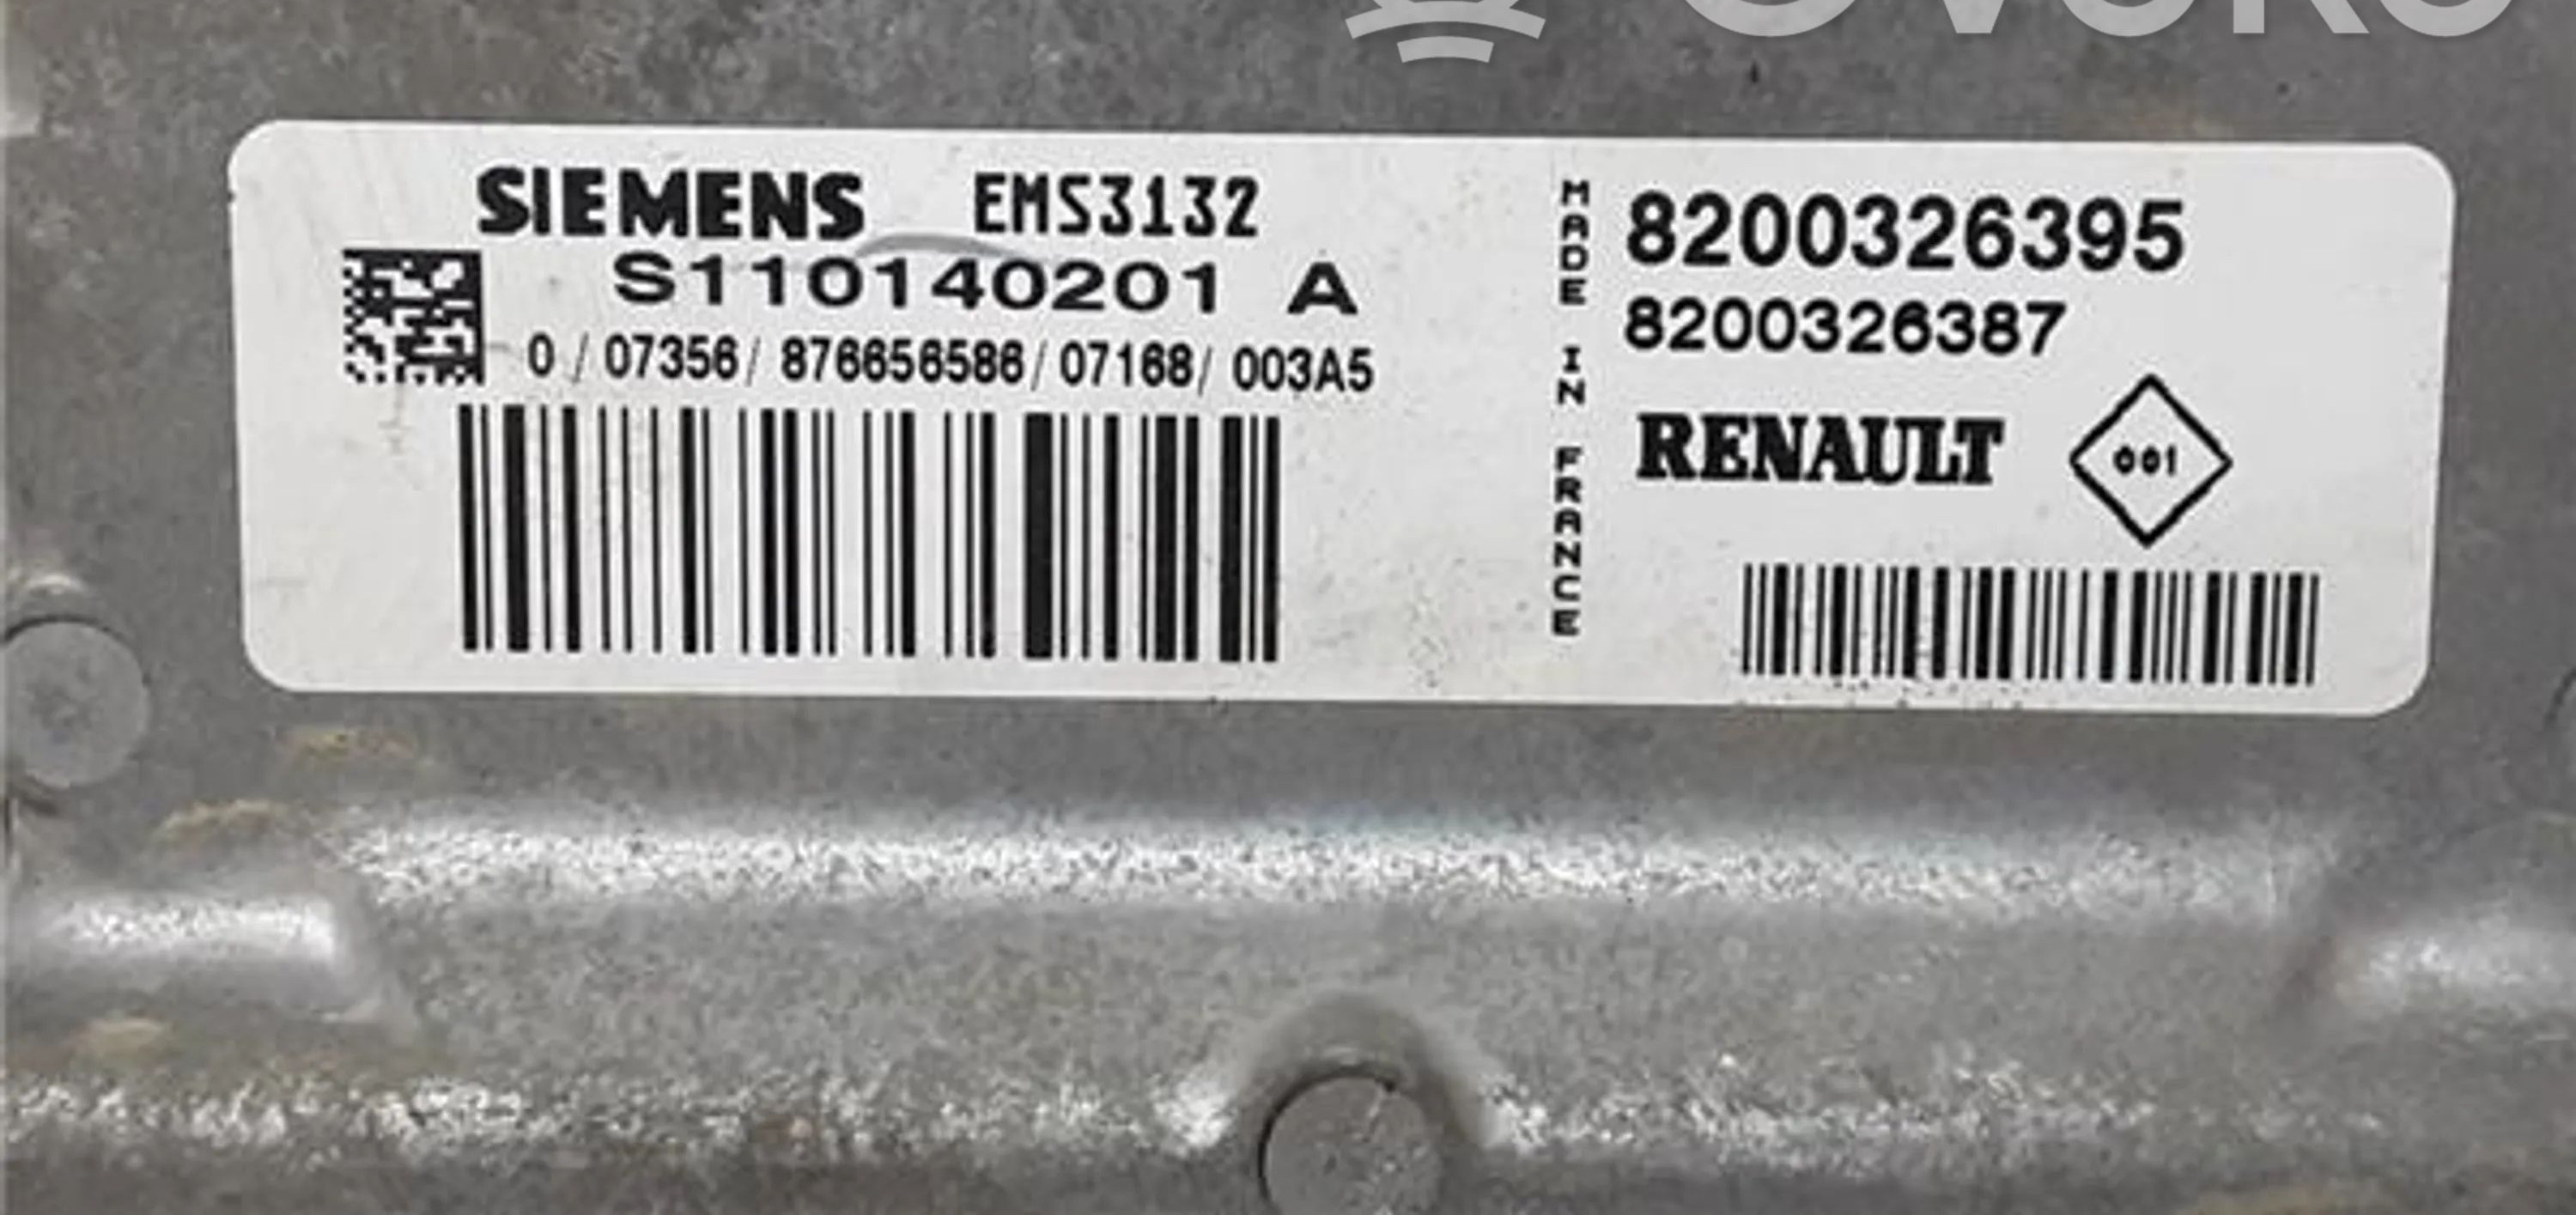 SIEMENS EMS3132
S110140201 A
0 / 07356/ 876656586/ 07168/ 003A5
MADE IN FRANCE
8200326395
8200326387
RENAULT
001